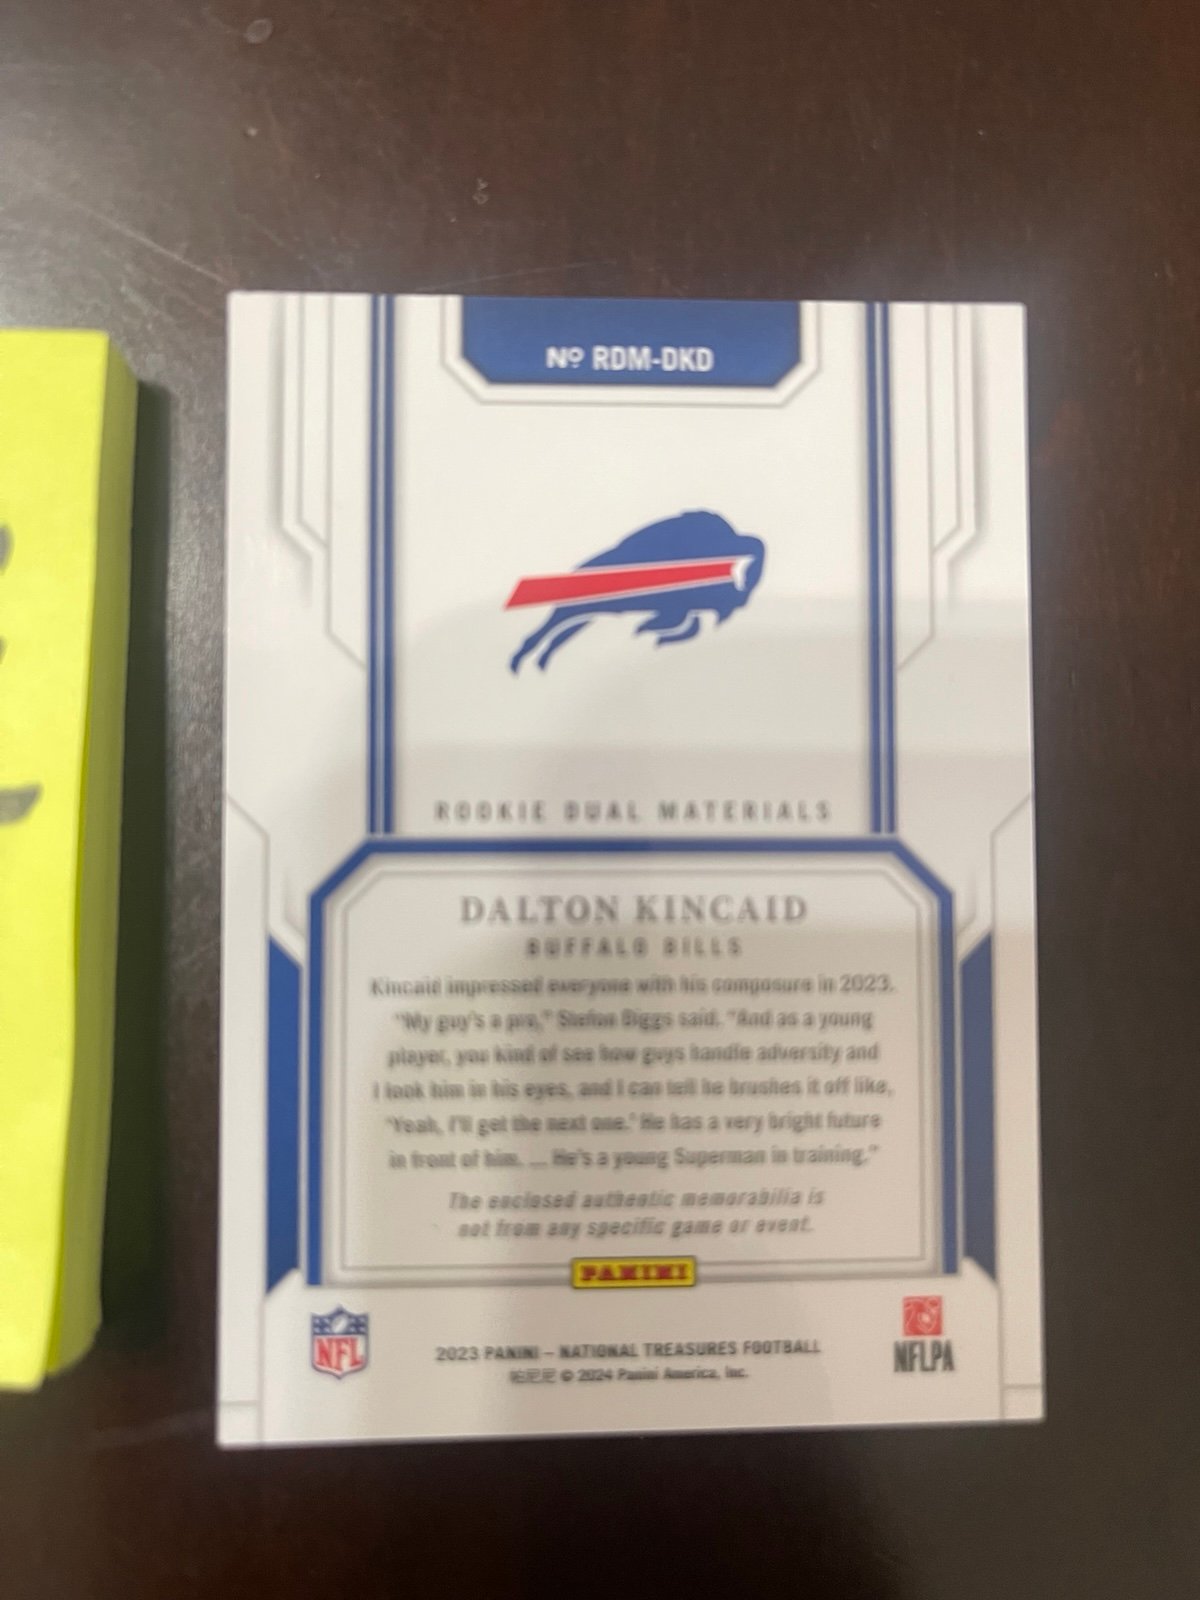 Nº RDM-DKD
ROOKIE DUAL MATERIALS
DALTON KINCAID
BUFFALO BILLS
Kincaid impressed everyone with his composure in 2023.
"My guy's a pro," Stefon Diggs said. "And as a young
player, you kind of see how guys handle adversity and
I look him in his eyes, and I can tell he brushes it off like,
'Yeah, I'll get the next one.' He has a very bright future
in front of him. ... He's a young Superman in training."
The enclosed authentic memorabilia is
not from any specific game or event.
PANINI
NFL
2023 PANINI – NATIONAL TREASURES FOOTBALL
© 2024 Panini America, Inc.
NFLPA